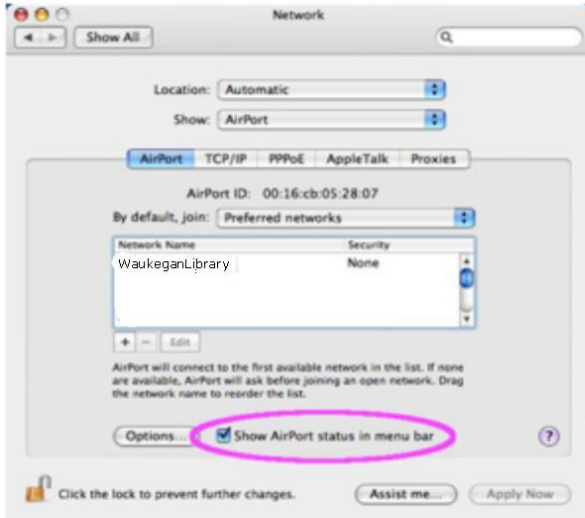 Network
Show All
Location: Automatic
Show: AirPort
AirPort TCP/IP PPPoE AppleTalk Proxies
AirPort ID: 00:16:cb:05:28:07
By default, join: Preferred networks
Network Name Security
WaukeganLibrary None
+ - Edit
AirPort will connect to the first available network in the list. If none
are available, AirPort will ask before joining an open network. Drag
the network name to reorder the list.
Options... Show AirPort status in menu bar ?
Click the lock to prevent further changes. Assist me... Apply Now